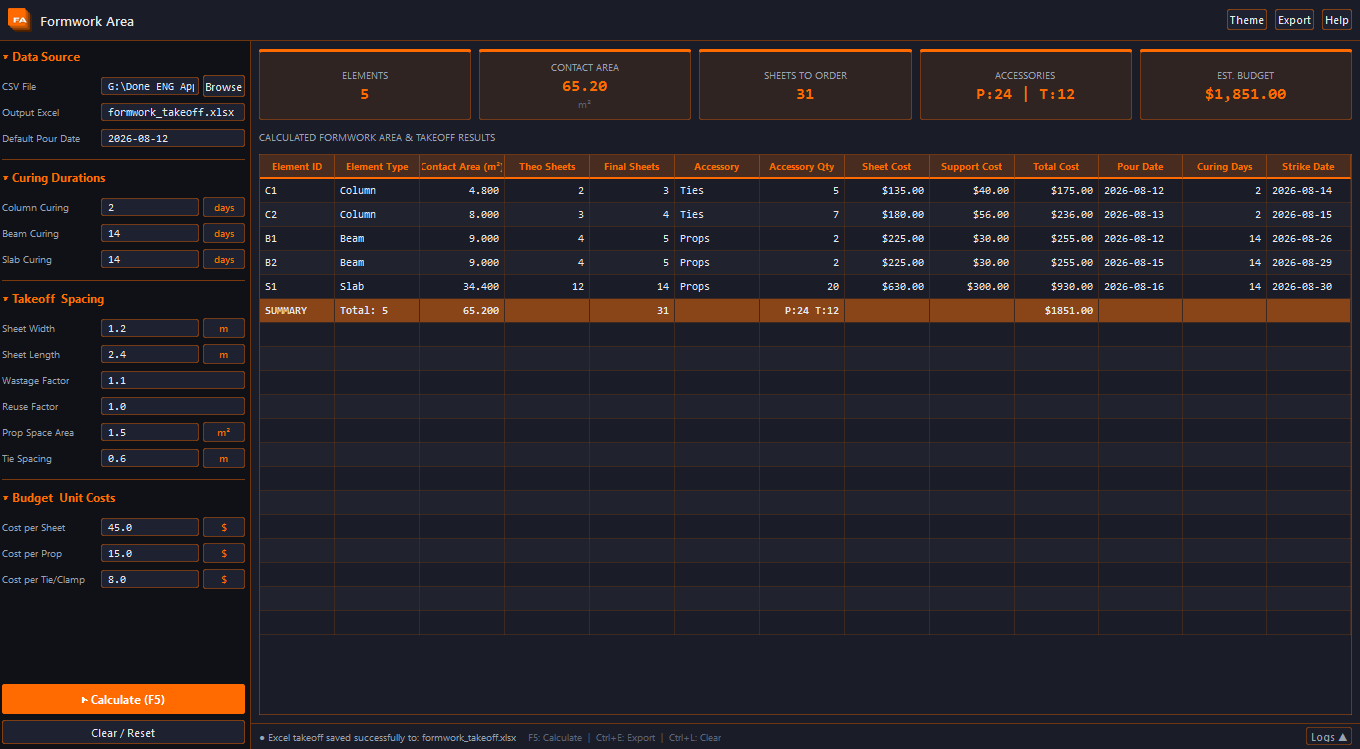 FA Formwork Area Theme Export Help
▾ Data Source
CSV File G:\Done ENG Ap Browse
Output Excel formwork_takeoff.xlsx
Default Pour Date 2026-08-12
▾ Curing Durations
Column Curing 2 days
Beam Curing 14 days
Slab Curing 14 days
▾ Takeoff Spacing
Sheet Width 1.2 m
Sheet Length 2.4 m
Wastage Factor 1.1
Reuse Factor 1.0
Prop Space Area 1.5 m²
Tie Spacing 0.6 m
▾ Budget Unit Costs
Cost per Sheet 45.0 $
Cost per Prop 15.0 $
Cost per Tie/Clamp 8.0 $
Calculate (F5)
Clear / Reset
ELEMENTS
5
CONTACT AREA
65.20
m²
SHEETS TO ORDER
31
ACCESSORIES
P:24 | T:12
EST. BUDGET
$1,851.00
CALCULATED FORMWORK AREA & TAKEOFF RESULTS
Element ID Element Type Contact Area (m²) Theo Sheets Final Sheets Accessory Accessory Qty Sheet Cost Support Cost Total Cost Pour Date Curing Days Strike Date
C1 Column 4.800 2 3 Ties 5 $135.00 $40.00 $175.00 2026-08-12 2 2026-08-14
C2 Column 8.000 3 4 Ties 7 $180.00 $56.00 $236.00 2026-08-13 2 2026-08-15
B1 Beam 9.000 4 5 Props 2 $225.00 $30.00 $255.00 2026-08-12 14 2026-08-26
B2 Beam 9.000 4 5 Props 2 $225.00 $30.00 $255.00 2026-08-15 14 2026-08-29
S1 Slab 34.400 12 14 Props 20 $630.00 $300.00 $930.00 2026-08-16 14 2026-08-30
SUMMARY Total: 5 65.200 31 P:24 T:12 $1851.00
● Excel takeoff saved successfully to: formwork_takeoff.xlsx F5: Calculate | Ctrl+E: Export | Ctrl+L: Clear Logs ▲